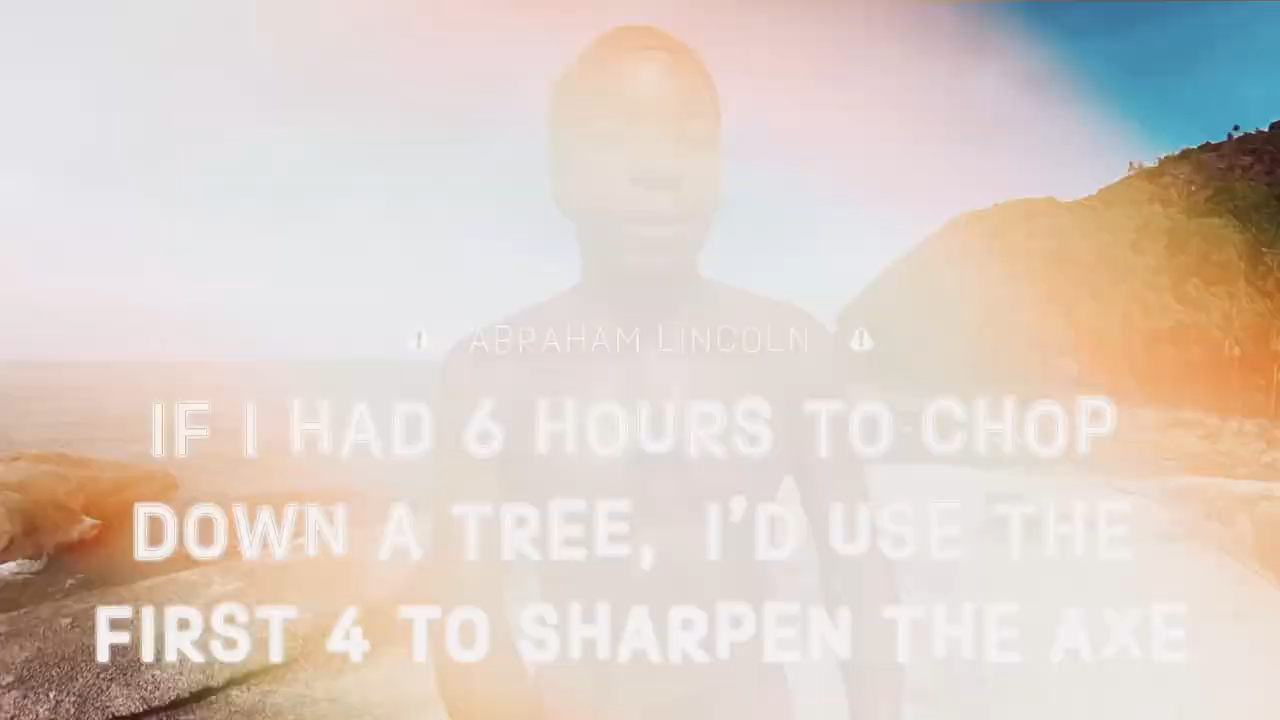 ABRAHAM LINCOLN
IF I HAD 6 HOURS TO CHOP
DOWN A TREE, I'D USE THE
FIRST 4 TO SHARPEN THE AXE